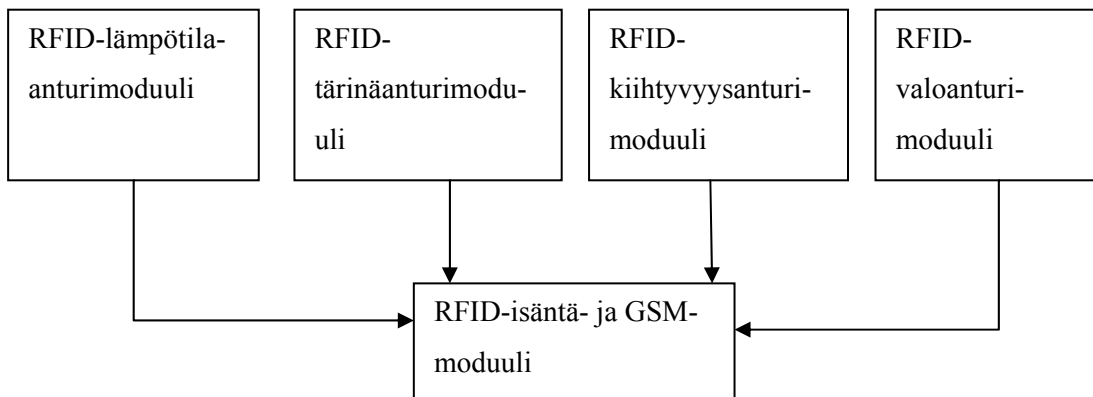 RFID-lämpötila-
anturimoduuli
RFID-
tärinäanturimodu-
uli
RFID-
kiihtyvyysanturi-
moduuli
RFID-
valoanturi-
moduuli
RFID-isäntä- ja GSM-
moduuli